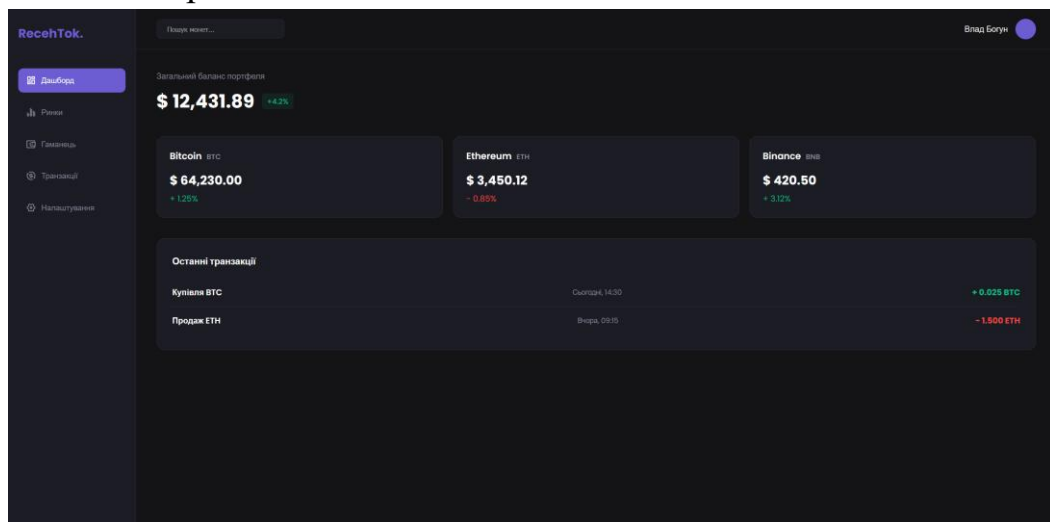 RecehTok.
Пошук монет...
Влад Богун
Дашборд
Ринки
Гаманець
Транзакції
Налаштування
Загальний баланс портфеля
$ 12,431.89 +4.2%
Bitcoin BTC
$ 64,230.00
+ 1.25%
Ethereum ETH
$ 3,450.12
- 0.85%
Binance BNB
$ 420.50
+ 3.12%
Останні транзакції
Купівля BTC Сьогодні, 14:30 + 0.025 BTC
Продаж ETH Вчора, 09:15 - 1.500 ETH